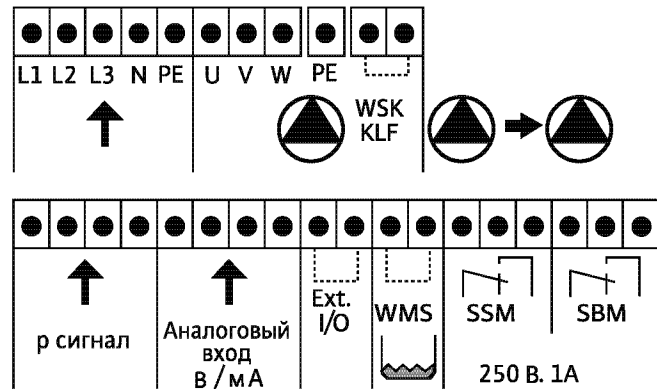 L1 L2 L3 N PE U V W PE
WSK
KLF
p сигнал
Аналоговый
вход
В / мА
Ext.
I/O
WMS
SSM
SBM
250 В. 1А